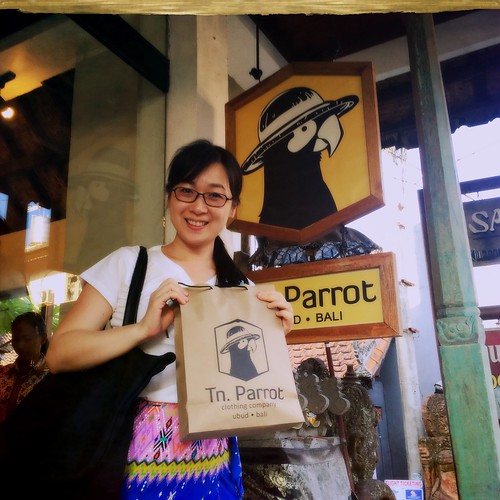 SA
Parrot
D • BALI
Tn. Parrot
clothing company
ubud • bali